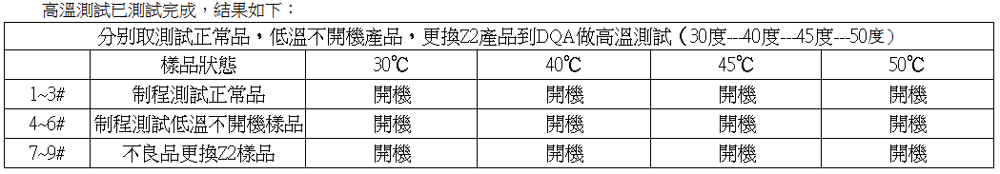 高溫測試已測試完成，結果如下：
分別取測試正常品，低溫不開機產品，更換Z2產品到DQA做高溫測試（30度---40度---45度---50度）
樣品狀態 30℃ 40℃ 45℃ 50℃
1~3# 制程測試正常品 開機 開機 開機 開機
4~6# 制程測試低溫不開機樣品 開機 開機 開機 開機
7~9# 不良品更換Z2樣品 開機 開機 開機 開機